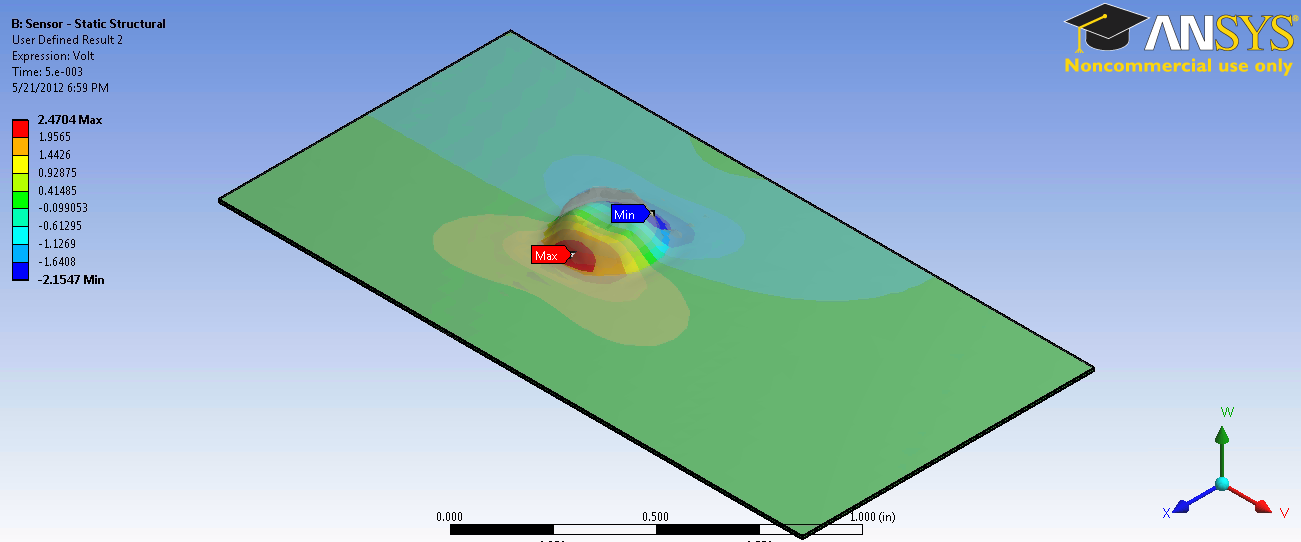 B: Sensor - Static Structural
User Defined Result 2
Expression: Volt
Time: 5.e-003
5/21/2012 6:59 PM
2.4704 Max
1.9565
1.4426
0.92875
0.41485
-0.099053
-0.61295
-1.1269
-1.6408
-2.1547 Min
ANSYS
Noncommercial use only
Min
Max
0.000
0.500
1.000 (in)
W
X
V